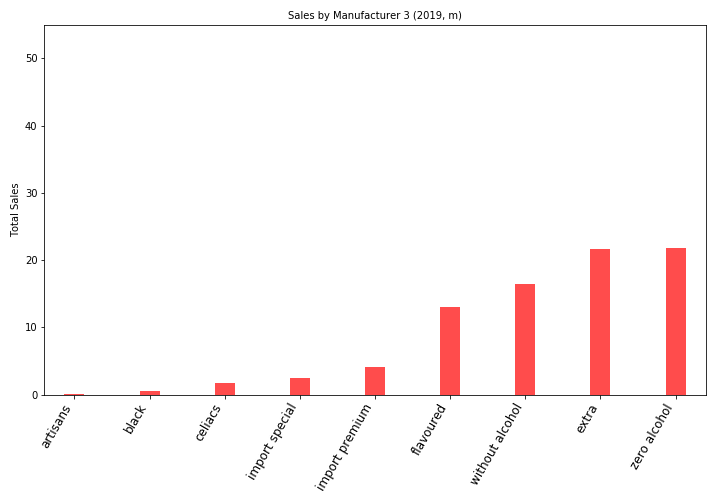 Sales by Manufacturer 3 (2019, m)
50
40
30
20
10
0
Total Sales
artisans
black
celiacs
import special
import premium
flavoured
without alcohol
extra
zero alcohol